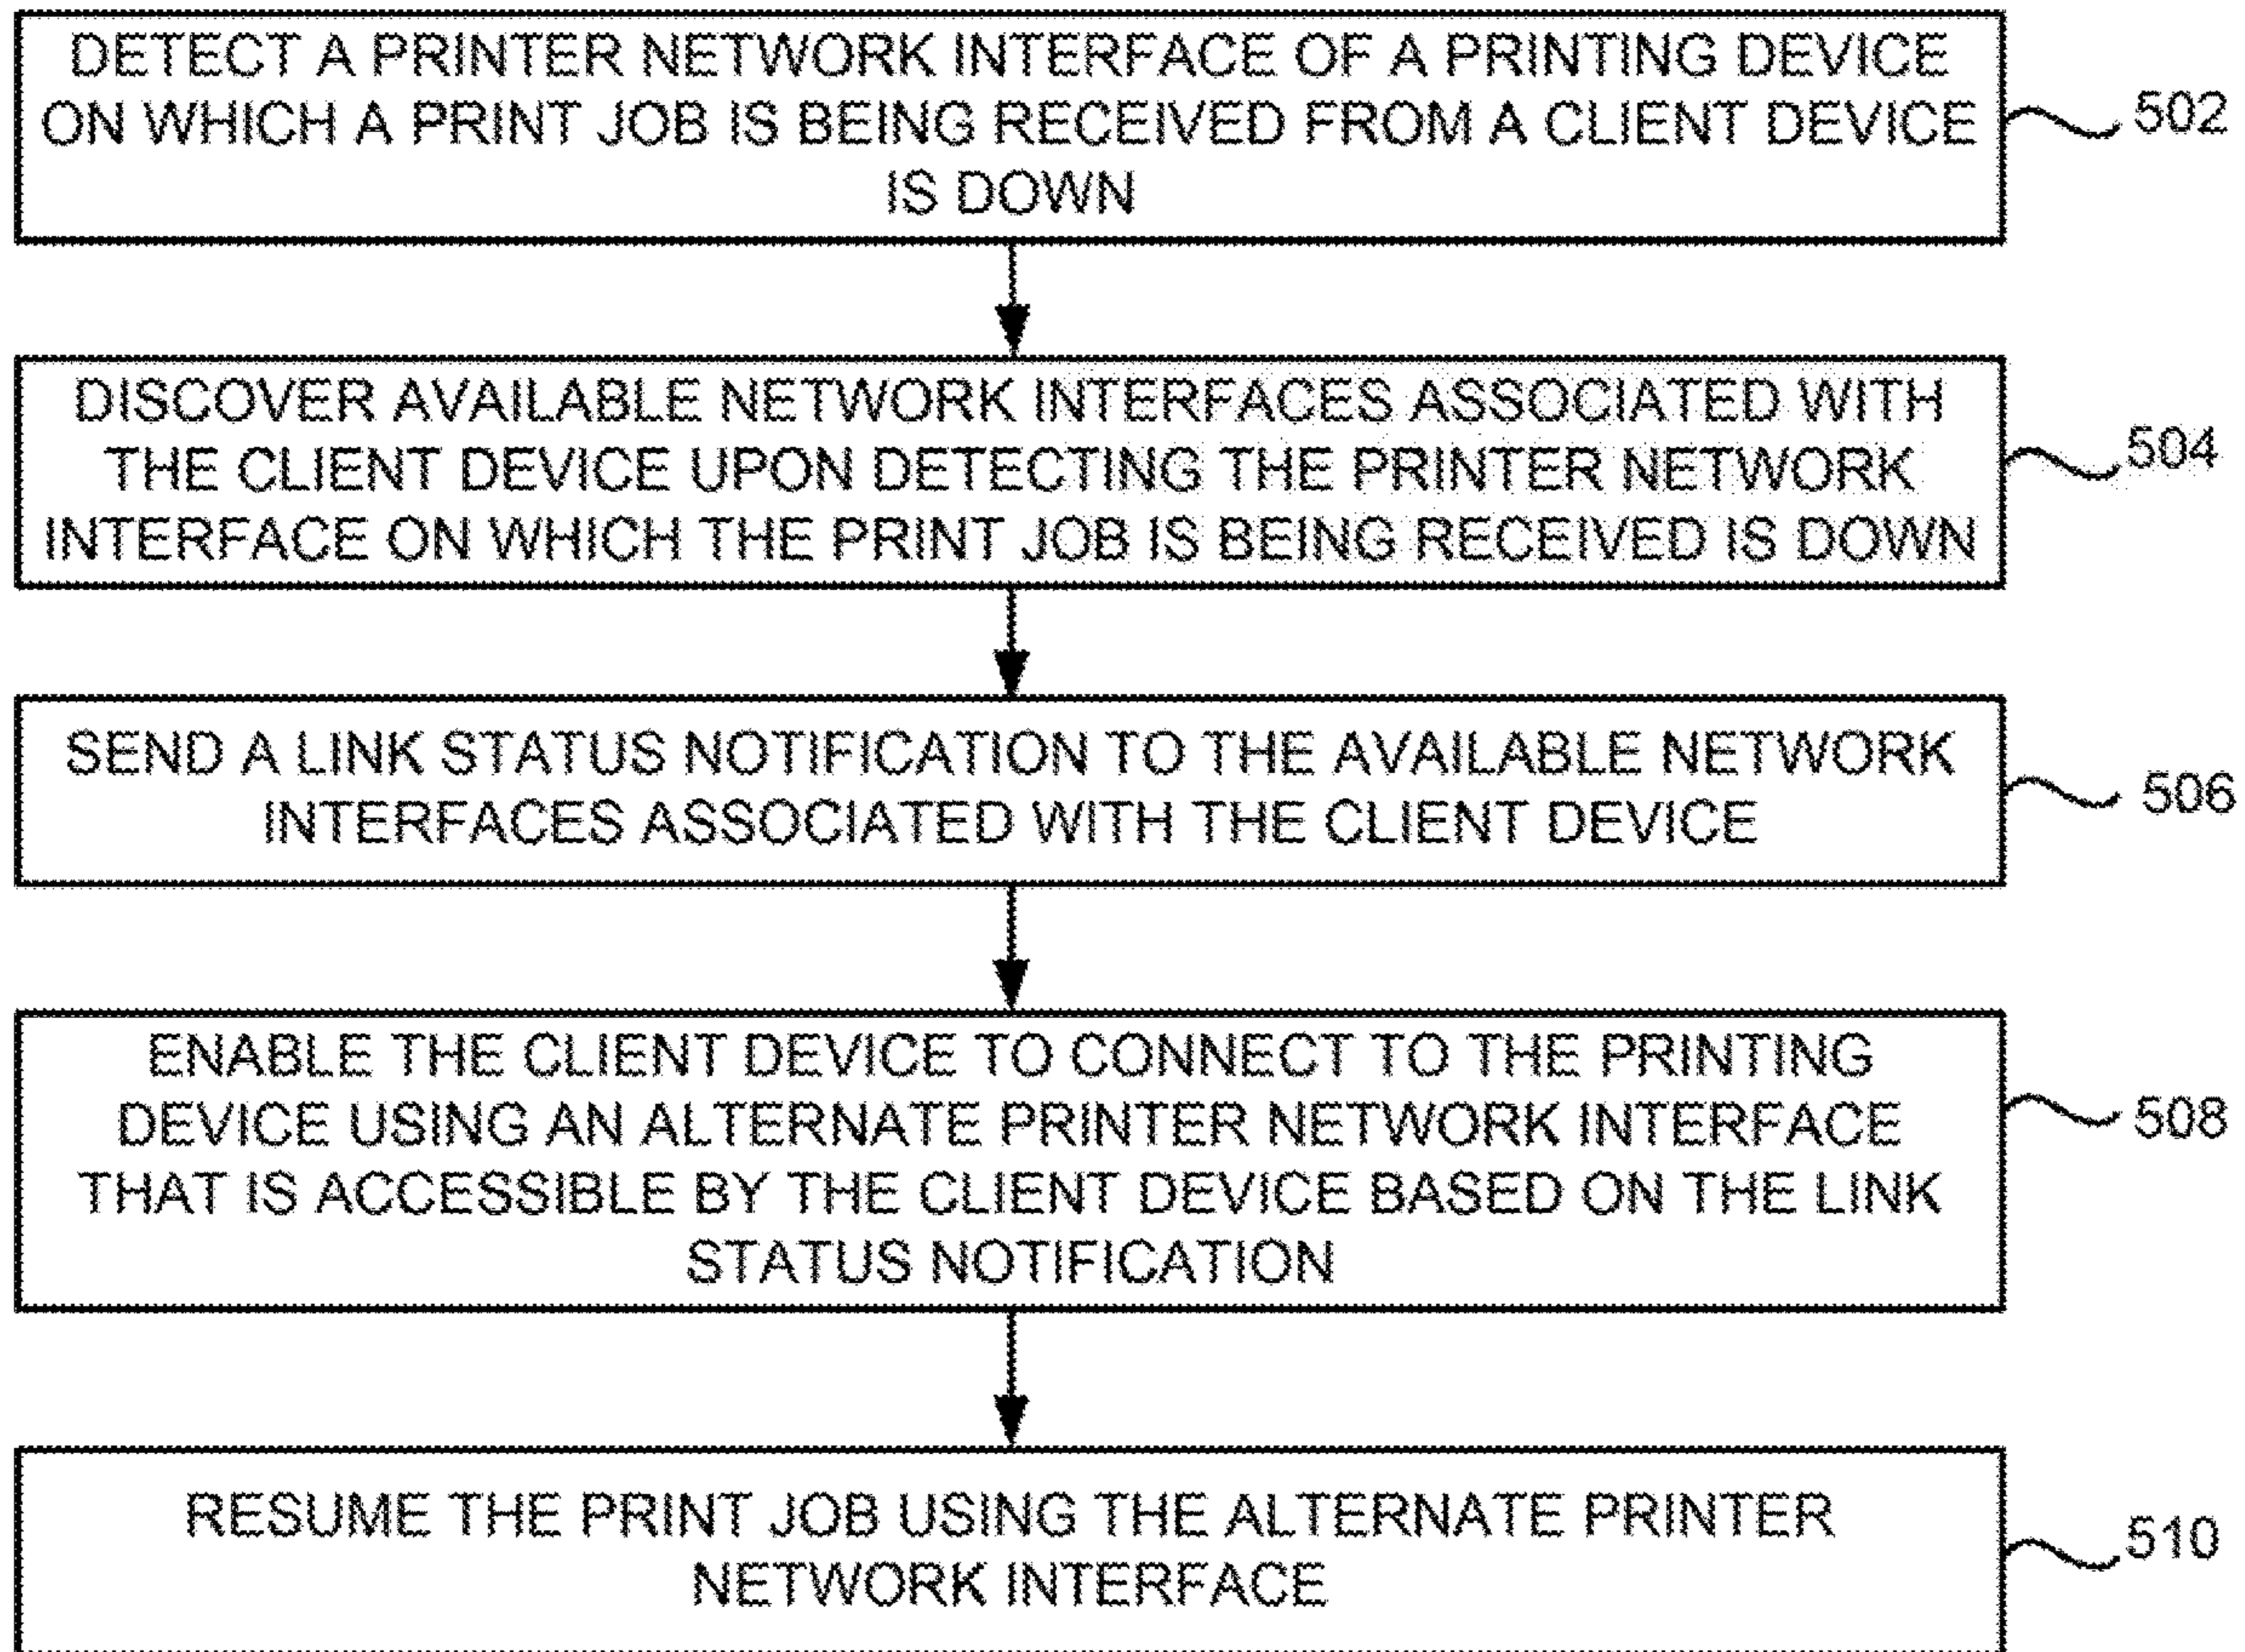 DETECT A PRINTER NETWORK INTERFACE OF A PRINTING DEVICE
ON WHICH A PRINT JOB IS BEING RECEIVED FROM A CLIENT DEVICE
IS DOWN
502
DISCOVER AVAILABLE NETWORK INTERFACES ASSOCIATED WITH
THE CLIENT DEVICE UPON DETECTING THE PRINTER NETWORK
INTERFACE ON WHICH THE PRINT JOB IS BEING RECEIVED IS DOWN
504
SEND A LINK STATUS NOTIFICATION TO THE AVAILABLE NETWORK
INTERFACES ASSOCIATED WITH THE CLIENT DEVICE
506
ENABLE THE CLIENT DEVICE TO CONNECT TO THE PRINTING
DEVICE USING AN ALTERNATE PRINTER NETWORK INTERFACE
THAT IS ACCESSIBLE BY THE CLIENT DEVICE BASED ON THE LINK
STATUS NOTIFICATION
508
RESUME THE PRINT JOB USING THE ALTERNATE PRINTER
NETWORK INTERFACE
510